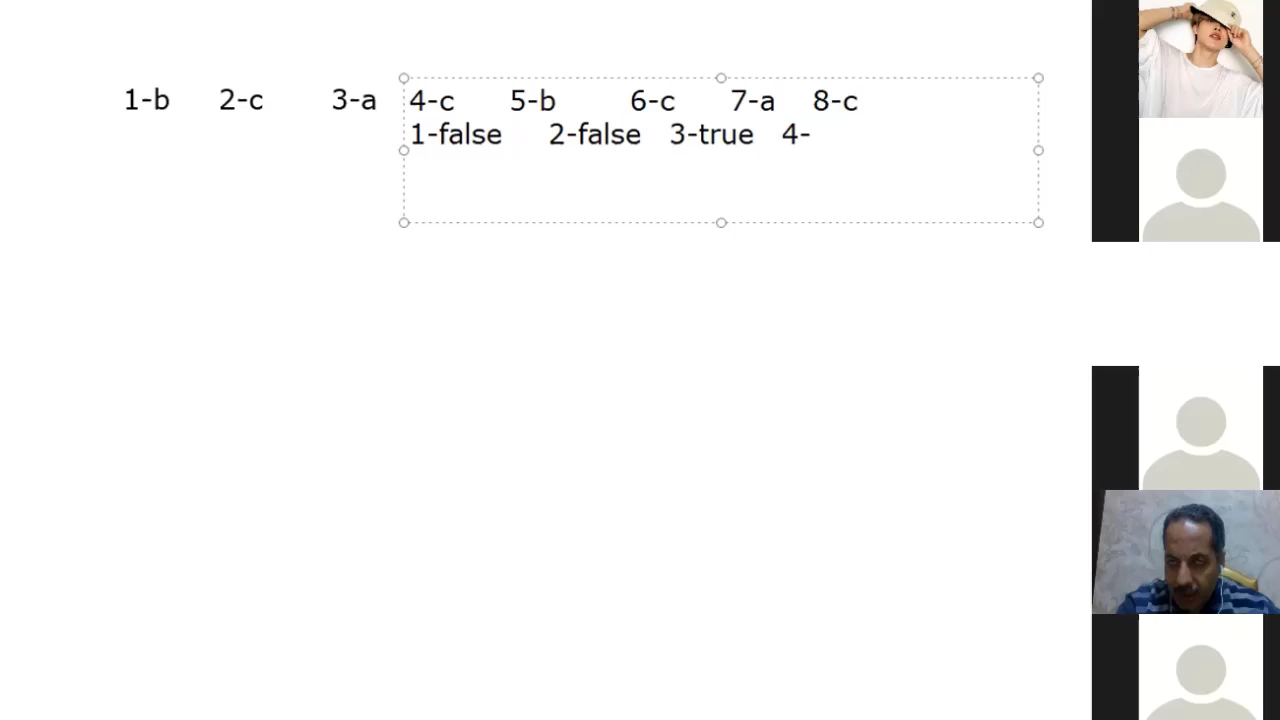 1-b 2-c 3-a 4-c 5-b 6-c 7-a 8-c
1-false 2-false 3-true 4-